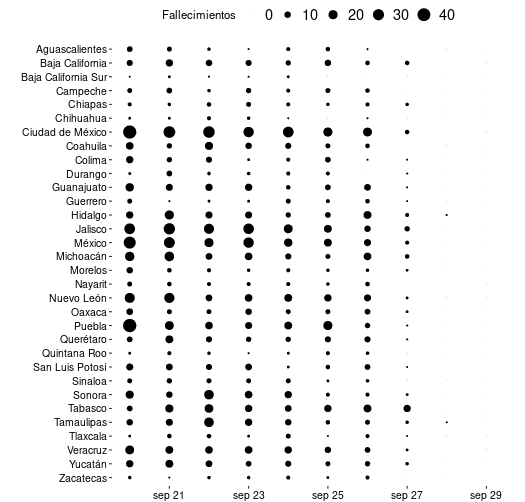 Fallecimientos 0 10 20 30 40
Aguascalientes
Baja California
Baja California Sur
Campeche
Chiapas
Chihuahua
Ciudad de México
Coahuila
Colima
Durango
Guanajuato
Guerrero
Hidalgo
Jalisco
México
Michoacán
Morelos
Nayarit
Nuevo León
Oaxaca
Puebla
Querétaro
Quintana Roo
San Luis Potosí
Sinaloa
Sonora
Tabasco
Tamaulipas
Tlaxcala
Veracruz
Yucatán
Zacatecas
sep 21 sep 23 sep 25 sep 27 sep 29